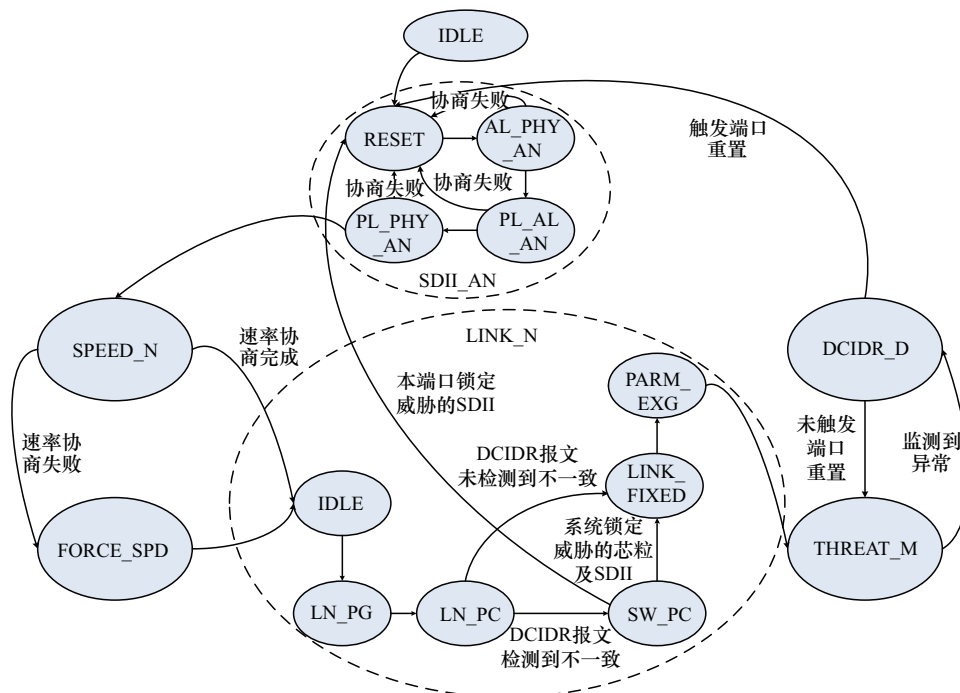 IDLE
协商失败
RESET
AL_PHY
_AN
触发端口
重置
协商失败
协商失败
PL_PHY
_AN
PL_AL
_AN
SDII_AN
SPEED_N
速率协
商完成
LINK_N
DCIDR_D
本端口锁定
威胁的SDII
PARM_
EXG
速率协
商失败
DCIDR报文
未检测到不一致
LINK_
FIXED
未触发
端口
重置
监测到
异常
IDLE
FORCE_SPD
系统锁定
威胁的芯粒
及SDII
THREAT_M
LN_PG
LN_PC
SW_PC
DCIDR报文
检测到不一致